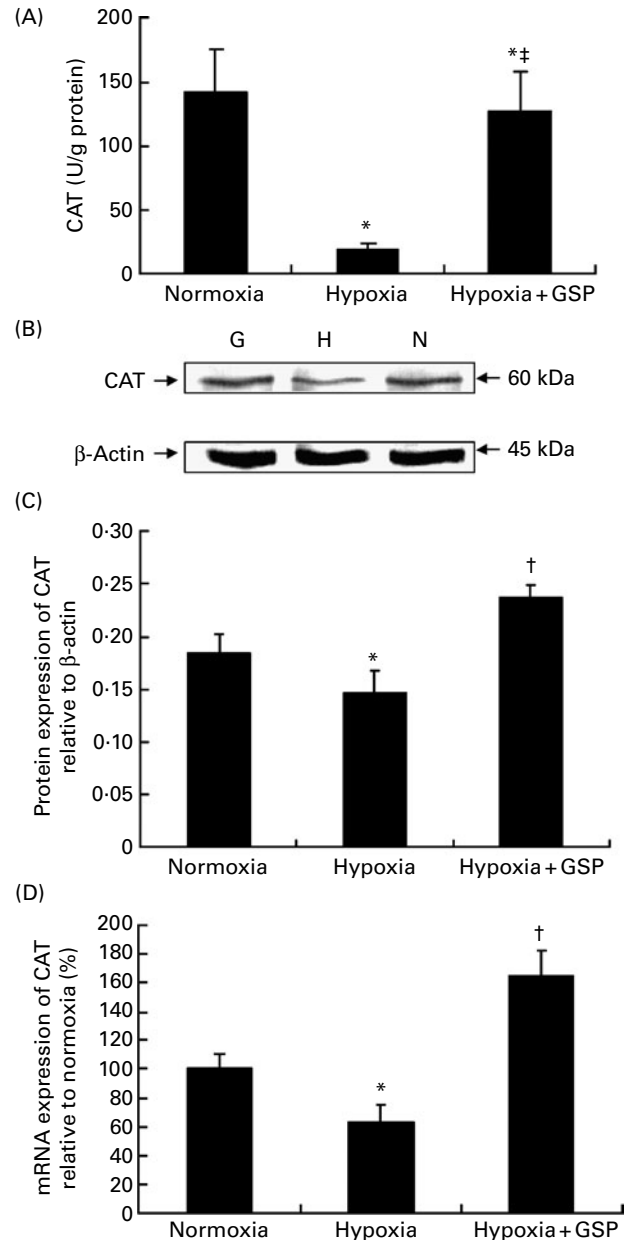 (A)
CAT (U/g protein)
200
150
100
50
0
*
*‡
Normoxia Hypoxia Hypoxia + GSP
(B)
G H N
CAT 60 kDa
β-Actin 45 kDa
(C)
Protein expression of CAT
relative to β-actin
0·35
0·30
0·25
0·20
0·15
0·10
0·05
0
*
†
Normoxia Hypoxia Hypoxia + GSP
(D)
mRNA expression of CAT
relative to normoxia (%)
200
180
160
140
120
100
80
60
40
20
0
*
†
Normoxia Hypoxia Hypoxia + GSP